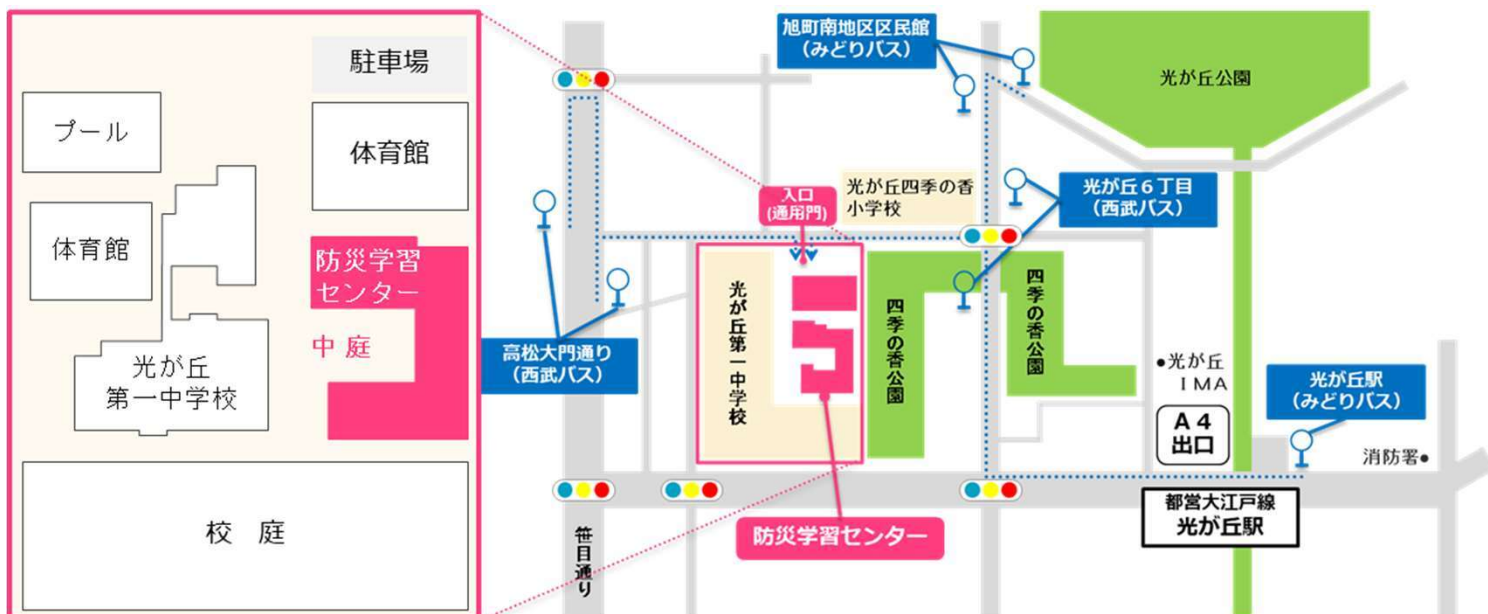 駐車場
プール
体育館
体育館
防災学習
センター
中庭
光が丘
第一中学校
校 庭
旭町南地区区民館
(みどりバス)
光が丘公園
光が丘6丁目
(西武バス)
光が丘四季の香
小学校
入口
(通用門)
高松大門通り
(西武バス)
光が丘第一中学校
四季の香公園
四季の香公園
●光が丘
IMA
A4
出口
光が丘駅
(みどりバス)
消防署●
都営大江戸線
光が丘駅
防災学習センター
笹目通り